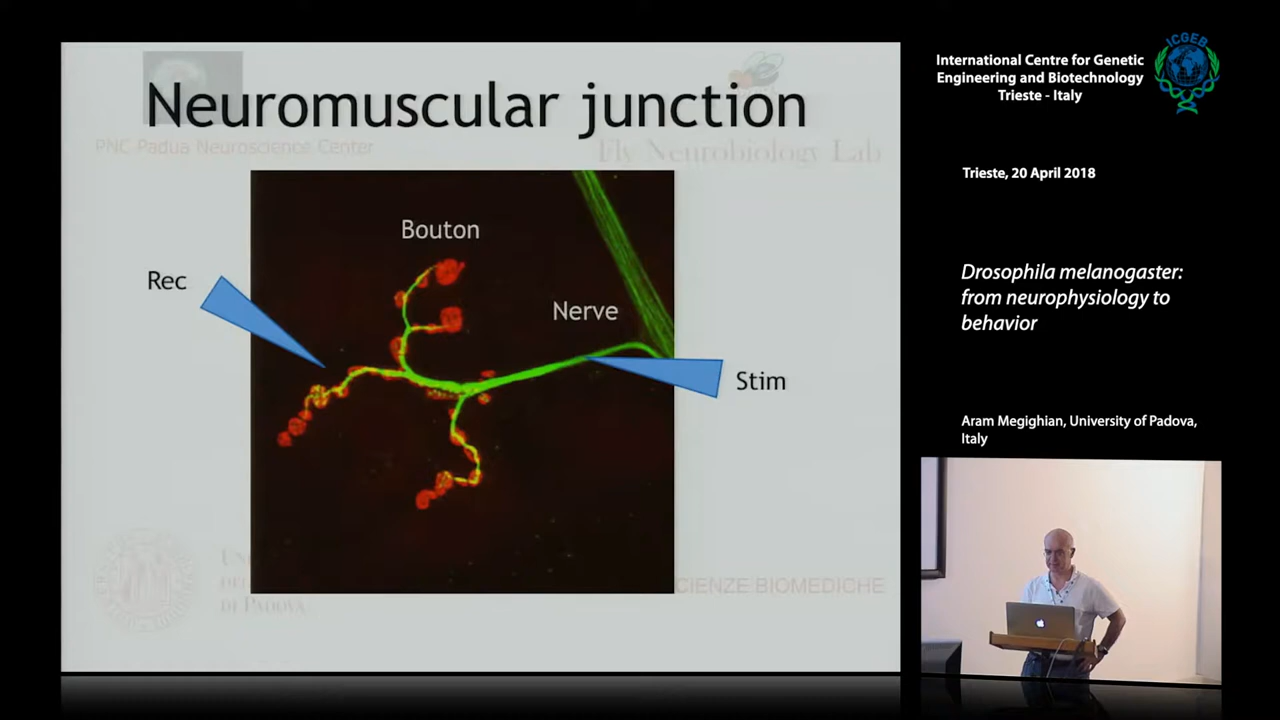 Neuromuscular junction
PNC Padua Neuroscience Center
Fly Neurobiology Lab
Bouton
Rec
Nerve
Stim
DI PADOVA
SCIENZE BIOMEDICHE
International Centre for Genetic
Engineering and Biotechnology
Trieste - Italy
ICGEB
Trieste, 20 April 2018
Drosophila melanogaster:
from neurophysiology to
behavior
Aram Megighian, University of Padova,
Italy